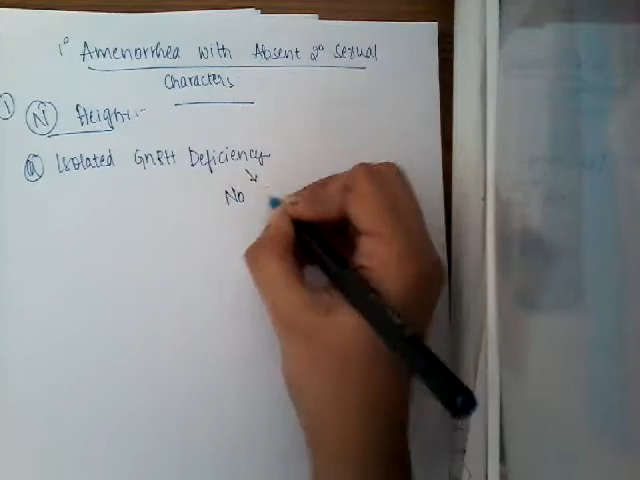 1° Amenorrhea with Absent 2° sexual
characters
① Ⓝ Height:-
ⓐ Isolated GnRH Deficiency
↓
No